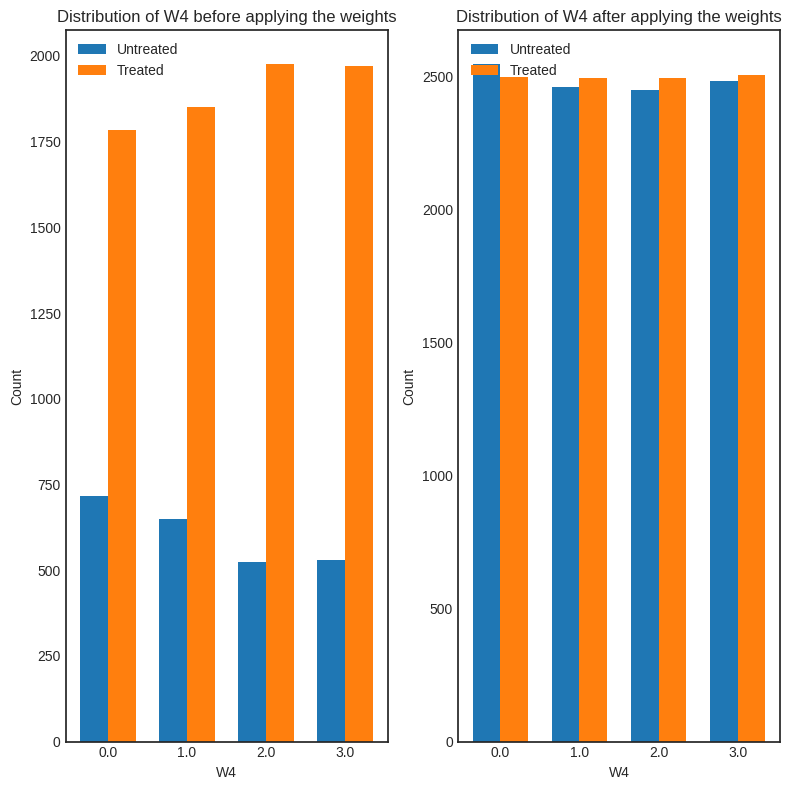 Distribution of W4 before applying the weights
Untreated
Treated
2000
1750
1500
1250
1000
750
500
250
0
Count
0.0 1.0 2.0 3.0
W4
Distribution of W4 after applying the weights
Untreated
Treated
2500
2000
1500
1000
500
0
Count
0.0 1.0 2.0 3.0
W4